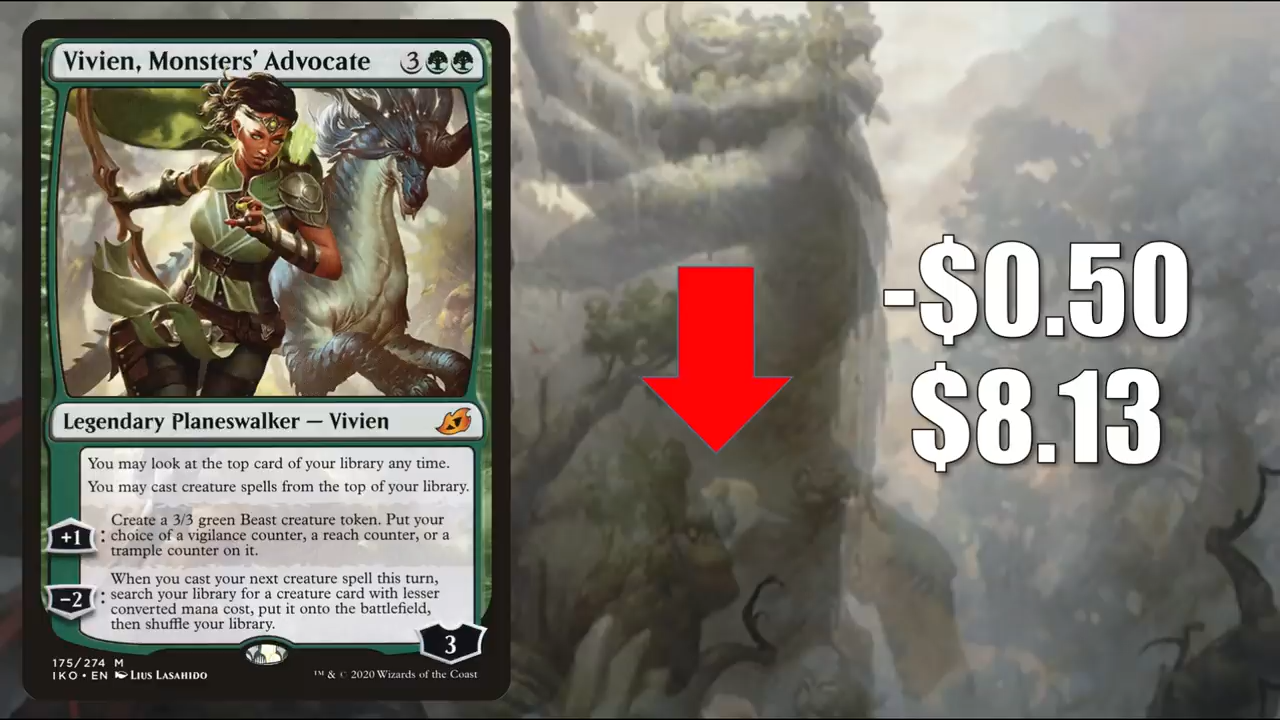 Vivien, Monsters' Advocate 3
Legendary Planeswalker — Vivien
You may look at the top card of your library any time.
You may cast creature spells from the top of your library.
+1 : Create a 3/3 green Beast creature token. Put your
choice of a vigilance counter, a reach counter, or a
trample counter on it.
−2 : When you cast your next creature spell this turn,
search your library for a creature card with lesser
converted mana cost, put it onto the battlefield,
then shuffle your library.
3
175/274 M
IKO • EN Lius Lasahido
™ & © 2020 Wizards of the Coast
-$0.50
$8.13